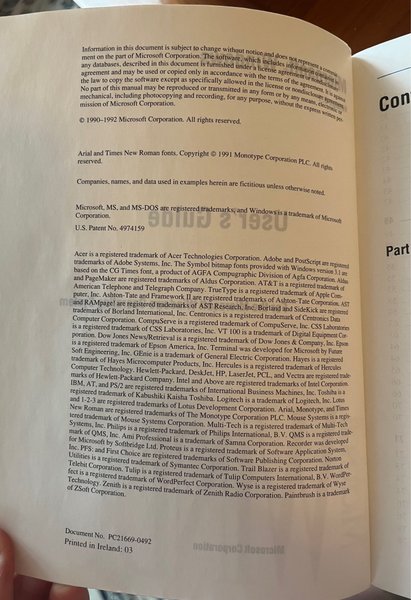 Information in this document is subject to change without notice and does not represent a commit-
ment on the part of Microsoft Corporation. The software, which includes information contained in
any databases, described in this document is furnished under a license agreement or nondisclosure
agreement and may be used or copied only in accordance with the terms of the agreement. It is against
the law to copy the software except as specifically allowed in the license or nondisclosure agreement.
No part of this manual may be reproduced or transmitted in any form or by any means, electronic or
mechanical, including photocopying and recording, for any purpose, without the express written per-
mission of Microsoft Corporation.
© 1990–1992 Microsoft Corporation. All rights reserved.
Arial and Times New Roman fonts. Copyright © 1991 Monotype Corporation PLC. All rights
reserved.
Companies, names, and data used in examples herein are fictitious unless otherwise noted.
Microsoft, MS, and MS-DOS are registered trademarks, and Windows is a trademark of Microsoft
Corporation.
User's Guide
U.S. Patent No. 4974159
Acer is a registered trademark of Acer Technologies Corporation. Adobe and PostScript are registered
trademarks of Adobe Systems, Inc. The Symbol bitmap fonts provided with Windows version 3.1 are
based on the CG Times font, a product of AGFA Compugraphic Division of Agfa Corporation. Aldus
and PageMaker are registered trademarks of Aldus Corporation. AT&T is a registered trademark of
American Telephone and Telegraph Company. TrueType is a registered trademark of Apple Com-
puter, Inc. Ashton-Tate and Framework II are registered trademarks of Ashton-Tate Corporation. AST
and RAMpage! are registered trademarks of AST Research, Inc. Borland and SideKick are registered
trademarks of Borland International, Inc. Centronics is a registered trademark of Centronics Data
Computer Corporation. CompuServe is a registered trademark of CompuServe, Inc. CSS Laboratories
is a registered trademark of CSS Laboratories, Inc. VT 100 is a trademark of Digital Equipment Cor-
poration. Dow Jones News/Retrieval is a registered trademark of Dow Jones & Company, Inc. Epson
is a registered trademark of Epson America, Inc. Terminal was developed for Microsoft by Future
Soft Engineering, Inc. GEnie is a trademark of General Electric Corporation. Hayes is a registered
trademark of Hayes Microcomputer Products, Inc. Hercules is a registered trademark of Hercules
Computer Technology. Hewlett-Packard, DeskJet, HP, LaserJet, PCL, and Vectra are registered trade-
marks of Hewlett-Packard Company. Intel and Above are registered trademarks of Intel Corporation.
IBM, AT, and PS/2 are registered trademarks of International Business Machines, Inc. Toshiba is a
registered trademark of Kabushiki Kaisha Toshiba. Logitech is a trademark of Logitech, Inc. Lotus
and 1-2-3 are registered trademarks of Lotus Development Corporation. Arial, Monotype, and Times
New Roman are registered trademarks of The Monotype Corporation PLC. Mouse Systems is a regis-
tered trademark of Mouse Systems Corporation. Multi-Tech is a registered trademark of Multi-Tech
Systems, Inc. Philips is a registered trademark of Philips International, B.V. QMS is a registered trade-
mark of QMS, Inc. Ami Professional is a trademark of Samna Corporation. Recorder was developed
for Microsoft by Softbridge Ltd. Proteus is a registered trademark of Software Application System,
Inc. PFS: and First Choice are registered trademarks of Software Publishing Corporation. Norton
Utilities is a registered trademark of Symantec Corporation. Trail Blazer is a registered trademark of
Telebit Corporation. Tulip is a registered trademark of Tulip Computers International, B.V. WordPer-
fect is a registered trademark of WordPerfect Corporation. Wyse is a registered trademark of Wyse
Technology. Zenith is a registered trademark of Zenith Radio Corporation. Paintbrush is a trademark
of ZSoft Corporation.
Document No. PC21669-0492
Printed in Ireland: 03
Microsoft Corporation
Con
Part